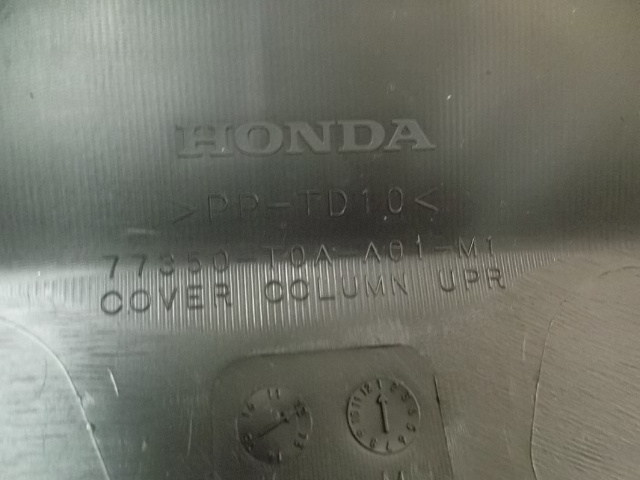 HONDA
>PP-TD10<
77350-T0A-A01-M1
COVER COLUMN UPR